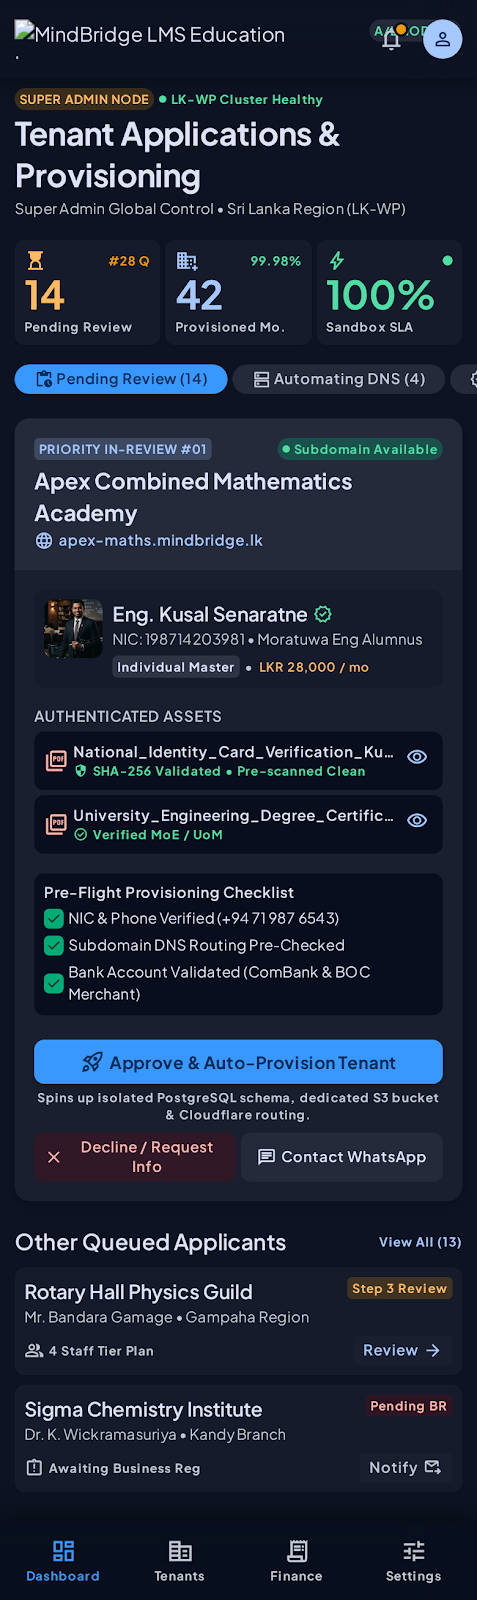 MindBridge LMS Education
.
SUPER ADMIN NODE
LK-WP Cluster Healthy
Tenant Applications &
Provisioning
Super Admin Global Control • Sri Lanka Region (LK-WP)
#28 Q
14
Pending Review
99.98%
42
Provisioned Mo.
100%
Sandbox SLA
Pending Review (14)
Automating DNS (4)
PRIORITY IN-REVIEW #01
Subdomain Available
Apex Combined Mathematics
Academy
apex-maths.mindbridge.lk
Eng. Kusal Senaratne
NIC: 198714203981 • Moratuwa Eng Alumnus
Individual Master • LKR 28,000 / mo
AUTHENTICATED ASSETS
PDF
National_Identity_Card_Verification_Ku...
SHA-256 Validated • Pre-scanned Clean
PDF
University_Engineering_Degree_Certific...
Verified MoE / UoM
Pre-Flight Provisioning Checklist
NIC & Phone Verified (+94 71 987 6543)
Subdomain DNS Routing Pre-Checked
Bank Account Validated (ComBank & BOC
Merchant)
Approve & Auto-Provision Tenant
Spins up isolated PostgreSQL schema, dedicated S3 bucket
& Cloudflare routing.
Decline / Request
Info
Contact WhatsApp
Other Queued Applicants
View All (13)
Rotary Hall Physics Guild
Step 3 Review
Mr. Bandara Gamage • Gampaha Region
4 Staff Tier Plan
Review
Sigma Chemistry Institute
Pending BR
Dr. K. Wickramasuriya • Kandy Branch
Awaiting Business Reg
Notify
Dashboard
Tenants
Finance
Settings